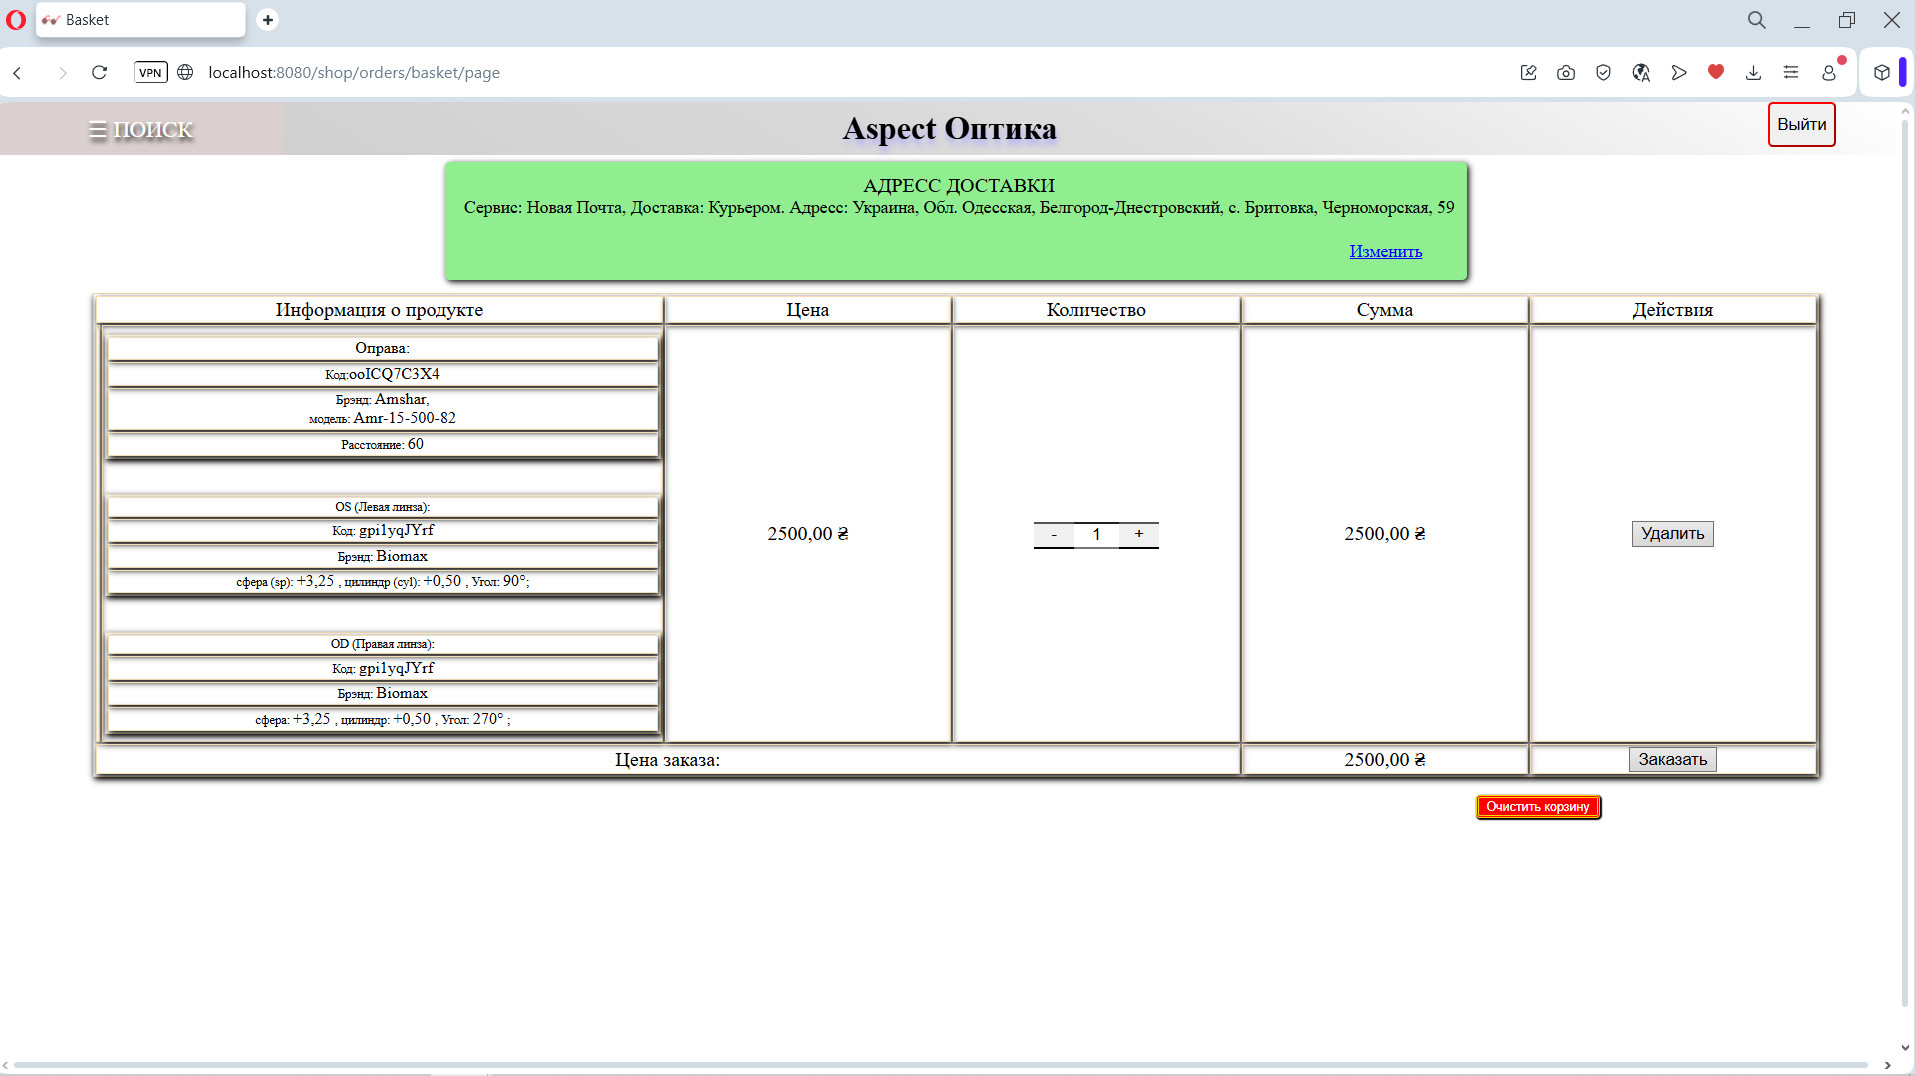 Basket
VPN
localhost:8080/shop/orders/basket/page
☰ ПОИСК
Aspect Оптика
Выйти
АДРЕСС ДОСТАВКИ
Сервис: Новая Почта, Доставка: Курьером. Адресс: Украина, Обл. Одесская, Белгород-Днестровский, с. Бритовка, Черноморская, 59
Изменить
Информация о продукте
Цена
Количество
Сумма
Действия
Оправа:
Код:ooICQ7C3X4
Брэнд: Amshar,
модель: Amr-15-500-82
Расстояние: 60
OS (Левая линза):
Код: gpi1yqJYrf
Брэнд: Biomax
сфера (sp): +3,25 , цилиндр (cyl): +0,50 , Угол: 90°;
OD (Правая линза):
Код: gpi1yqJYrf
Брэнд: Biomax
сфера: +3,25 , цилиндр: +0,50 , Угол: 270° ;
2500,00 ₴
- 1 +
2500,00 ₴
Удалить
Цена заказа:
2500,00 ₴
Заказать
Очистить корзину